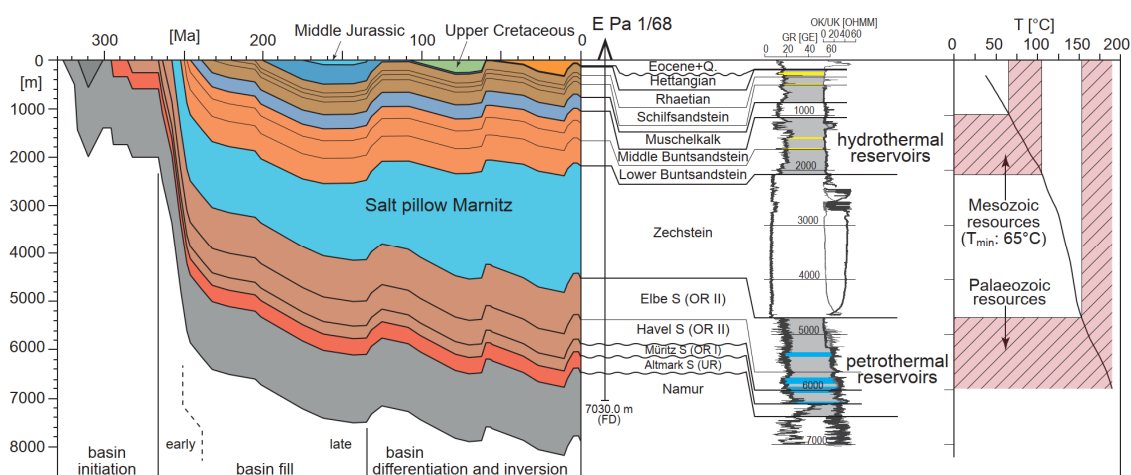 Middle Jurassic
Upper Cretaceous
E Pa 1/68
OK/UK [OHMM]
0 20 40 60
GR [GE]
0 20 40 60
T [°C]
300 [Ma] 200 100 0
0 50 100 150 200
0
[m]
1000
2000
3000
4000
5000
6000
7000
8000
Salt pillow Marnitz
Eocene+Q.
Hettangian
Rhaetian
Schilfsandstein
Muschelkalk
Middle Buntsandstein
Lower Buntsandstein
Zechstein
Elbe S (OR II)
Havel S (OR II)
Müritz S (OR I)
Altmark S (UR)
Namur
7030.0 m
(FD)
1000
2000
3000
4000
5000
6000
7000
hydrothermal
reservoirs
petrothermal
reservoirs
Mesozoic
resources
(Tmin: 65°C)
Palaeozoic
resources
basin
initiation
early
basin fill
late
basin
differentiation and inversion